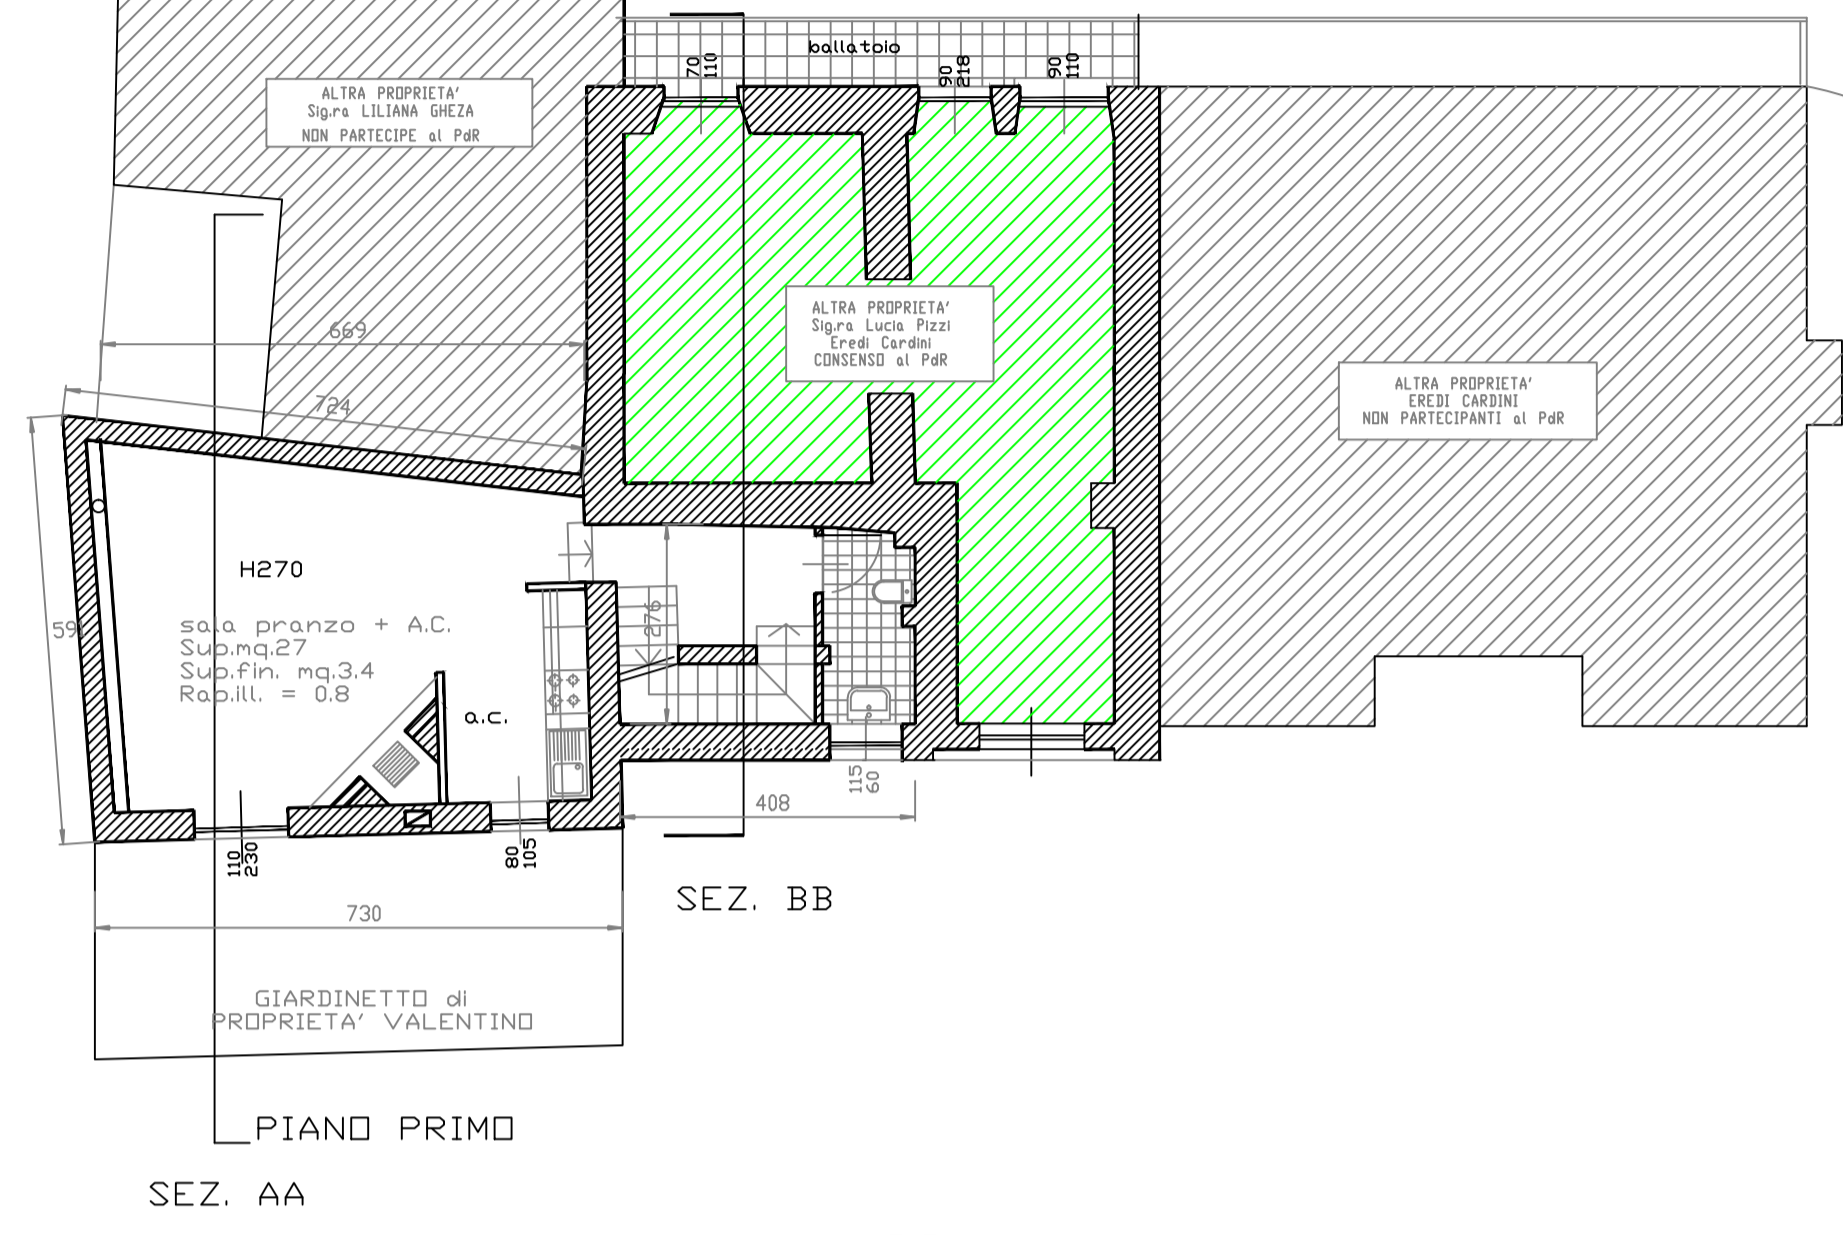 ballatoio
70
110
90
218
90
110
ALTRA PROPRIETA'
Sig.ra LILIANA GHEZA
NON PARTECIPE al PdR
669
724
ALTRA PROPRIETA'
Sig.ra Lucia Pizzi
Eredi Cardini
CONSENSO al PdR
ALTRA PROPRIETA'
EREDI CARDINI
NON PARTECIPANTI al PdR
H270
sala pranzo + A.C.
Sup.mq.27
Sup.fin. mq.3.4
Rap.ill. = 0.8
276
a.c.
115
60
408
110
230
80
105
SEZ. BB
730
GIARDINETTO di
PROPRIETA' VALENTINO
PIANO PRIMO
SEZ. AA